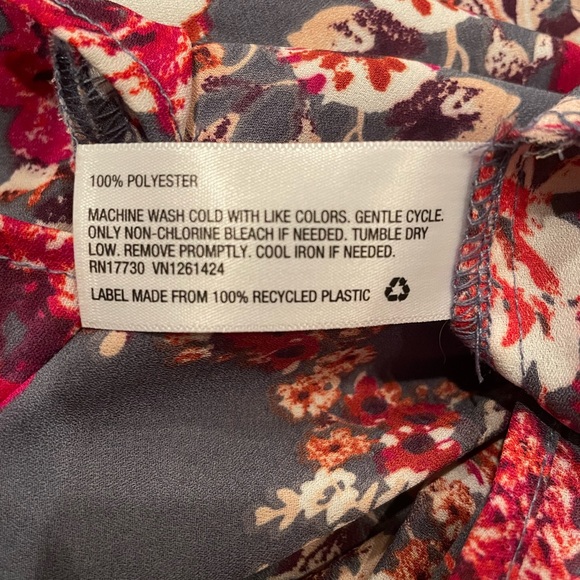 100% POLYESTER
MACHINE WASH COLD WITH LIKE COLORS. GENTLE CYCLE.
ONLY NON-CHLORINE BLEACH IF NEEDED. TUMBLE DRY
LOW. REMOVE PROMPTLY. COOL IRON IF NEEDED.
RN17730 VN1261424
LABEL MADE FROM 100% RECYCLED PLASTIC